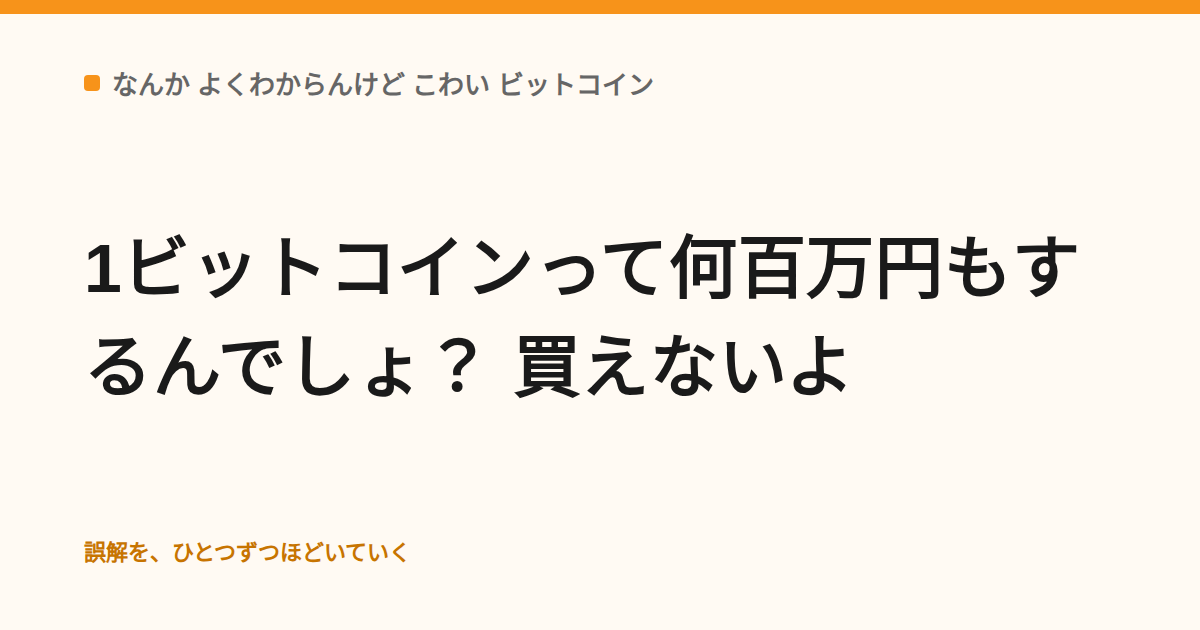 なんか よくわからんけど こわい ビットコイン
1ビットコインって何百万円もす
るんでしょ？ 買えないよ
誤解を、ひとつずつほどいていく